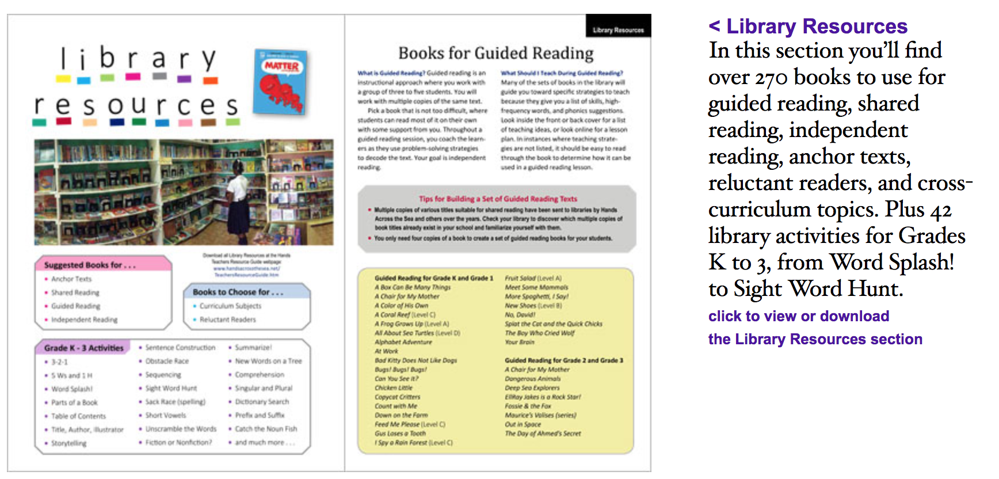 library
resources
MATTER
Suggested Books for . . .
• Anchor Texts
• Shared Reading
• Guided Reading
• Independent Reading
Download all Library Resources at the Hands
Teachers Resource Guide webpage:
www.handsacrossthesea.net/
TeachersResourceGuide.htm
Books to Choose for . . .
• Curriculum Subjects
• Reluctant Readers
Grade K - 3 Activities
• 3-2-1
• 5 Ws and 1 H
• Word Splash!
• Parts of a Book
• Table of Contents
• Title, Author, Illustrator
• Storytelling
• Sentence Construction
• Obstacle Race
• Sequencing
• Sight Word Hunt
• Sack Race (spelling)
• Short Vowels
• Unscramble the Words
• Fiction or Nonfiction?
• Summarize!
• New Words on a Tree
• Comprehension
• Singular and Plural
• Dictionary Search
• Prefix and Suffix
• Catch the Noun Fish
• and much more . . .
Library Resources
Books for Guided Reading
What is Guided Reading? Guided reading is an
instructional approach where you work with
a group of three to five students. You will
work with multiple copies of the same text.
Pick a book that is not too difficult, where
students can read most of it on their own
with some support from you. Throughout a
guided reading session, you coach the learn-
ers as they use problem-solving strategies
to decode the text. Your goal is independent
reading.
What Should I Teach During Guided Reading?
Many of the sets of books in the library will
guide you toward specific strategies to teach
because they give you a list of skills, high-
frequency words, and phonics suggestions.
Look inside the front or back cover for a list
of teaching ideas, or look online for a lesson
plan. In instances where teaching strate-
gies are not listed, it should be easy to read
through the book to determine how it can be
used in a guided reading lesson.
Tips for Building a Set of Guided Reading Texts
• Multiple copies of various titles suitable for shared reading have been sent to libraries by Hands
Across the Sea and others over the years. Check your library to discover which multiple copies of
book titles already exist in your school and familiarize yourself with them.
• You only need four copies of a book to create a set of guided reading books for your students.
Guided Reading for Grade K and Grade 1
A Box Can Be Many Things
A Chair for My Mother
A Color of His Own
A Coral Reef (Level C)
A Frog Grows Up (Level A)
All About Sea Turtles (Level D)
Alphabet Adventure
At Work
Bad Kitty Does Not Like Dogs
Bugs! Bugs! Bugs!
Can You See it?
Chicken Little
Copycat Critters
Count with Me
Down on the Farm
Feed Me Please (Level C)
Gus Loses a Tooth
I Spy a Rain Forest (Level C)
Fruit Salad (Level A)
Meet Some Mammals
More Spaghetti, I Say!
New Shoes (Level B)
No, David!
Splat the Cat and the Quick Chicks
The Boy Who Cried Wolf
Your Brain
Guided Reading for Grade 2 and Grade 3
A Chair for My Mother
Dangerous Animals
Deep Sea Explorers
EllRay Jakes is a Rock Star!
Fossie & the Fox
Maurice's Valises (series)
Out in Space
The Day of Ahmed's Secret
< Library Resources
In this section you'll find
over 270 books to use for
guided reading, shared
reading, independent
reading, anchor texts,
reluctant readers, and cross-
curriculum topics. Plus 42
library activities for Grades
K to 3, from Word Splash!
to Sight Word Hunt.
click to view or download
the Library Resources section